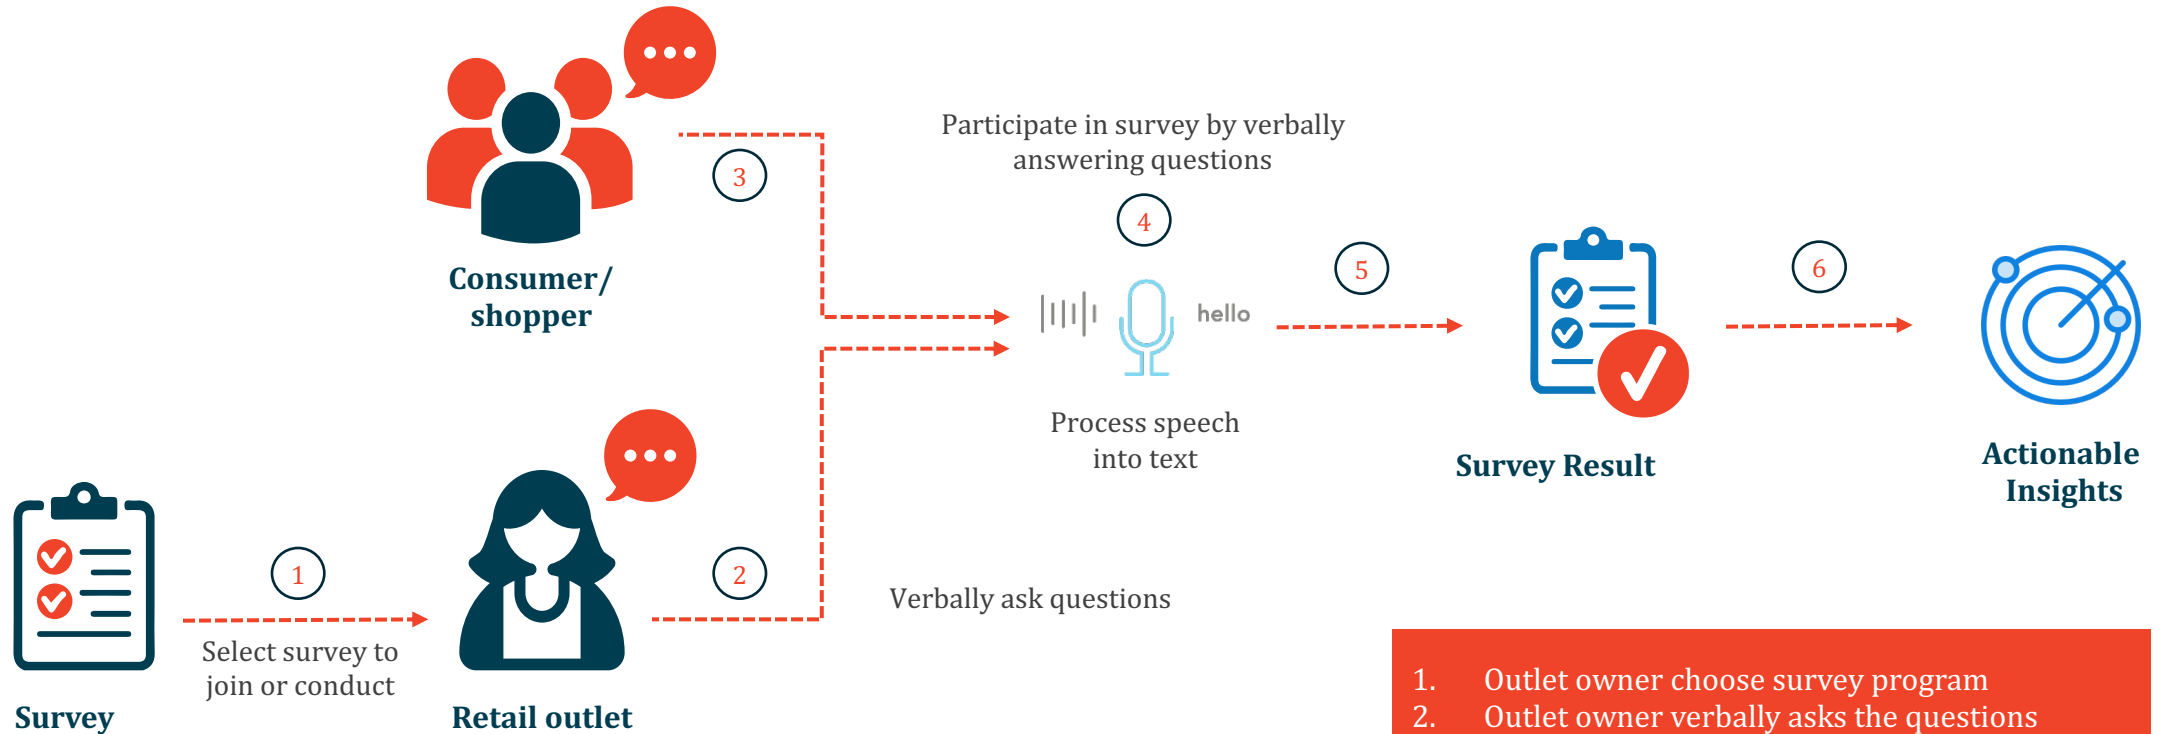 Participate in survey by verbally
answering questions
3
4
Consumer/
shopper
5
6
hello
Process speech
into text
Survey Result
Actionable
Insights
1
2
Select survey to
join or conduct
Verbally ask questions
Survey
Retail outlet
1. Outlet owner choose survey program
2. Outlet owner verbally asks the questions